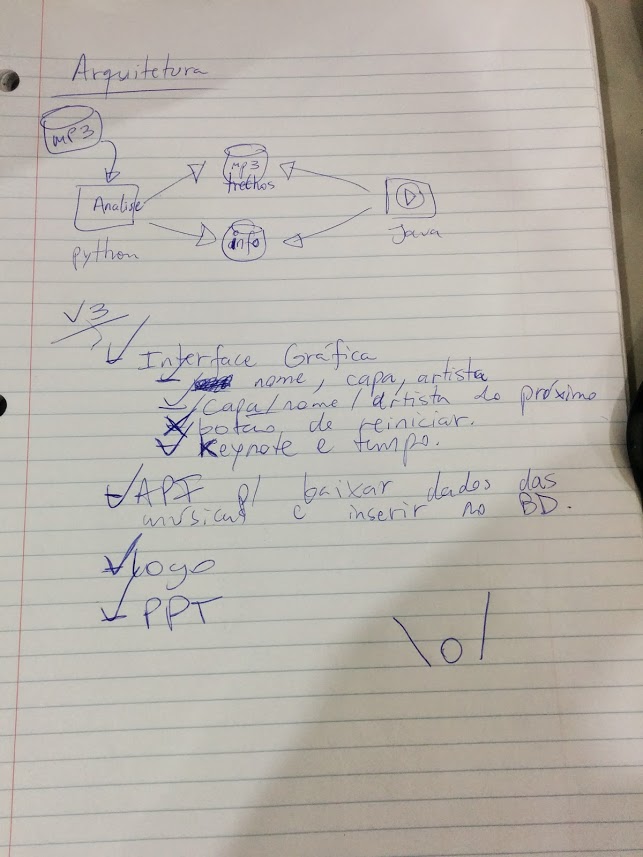 Arquitetura
mp3
mp3
trechos
Analise
info
python
Java
V3
Interface Gráfica
nome, capa, artista
capa/nome/artista do próximo
botão de reiniciar.
Keynote e tempo.
API p/ baixar dados das
musicas e inserir no BD.
Logo
PPT
\o/